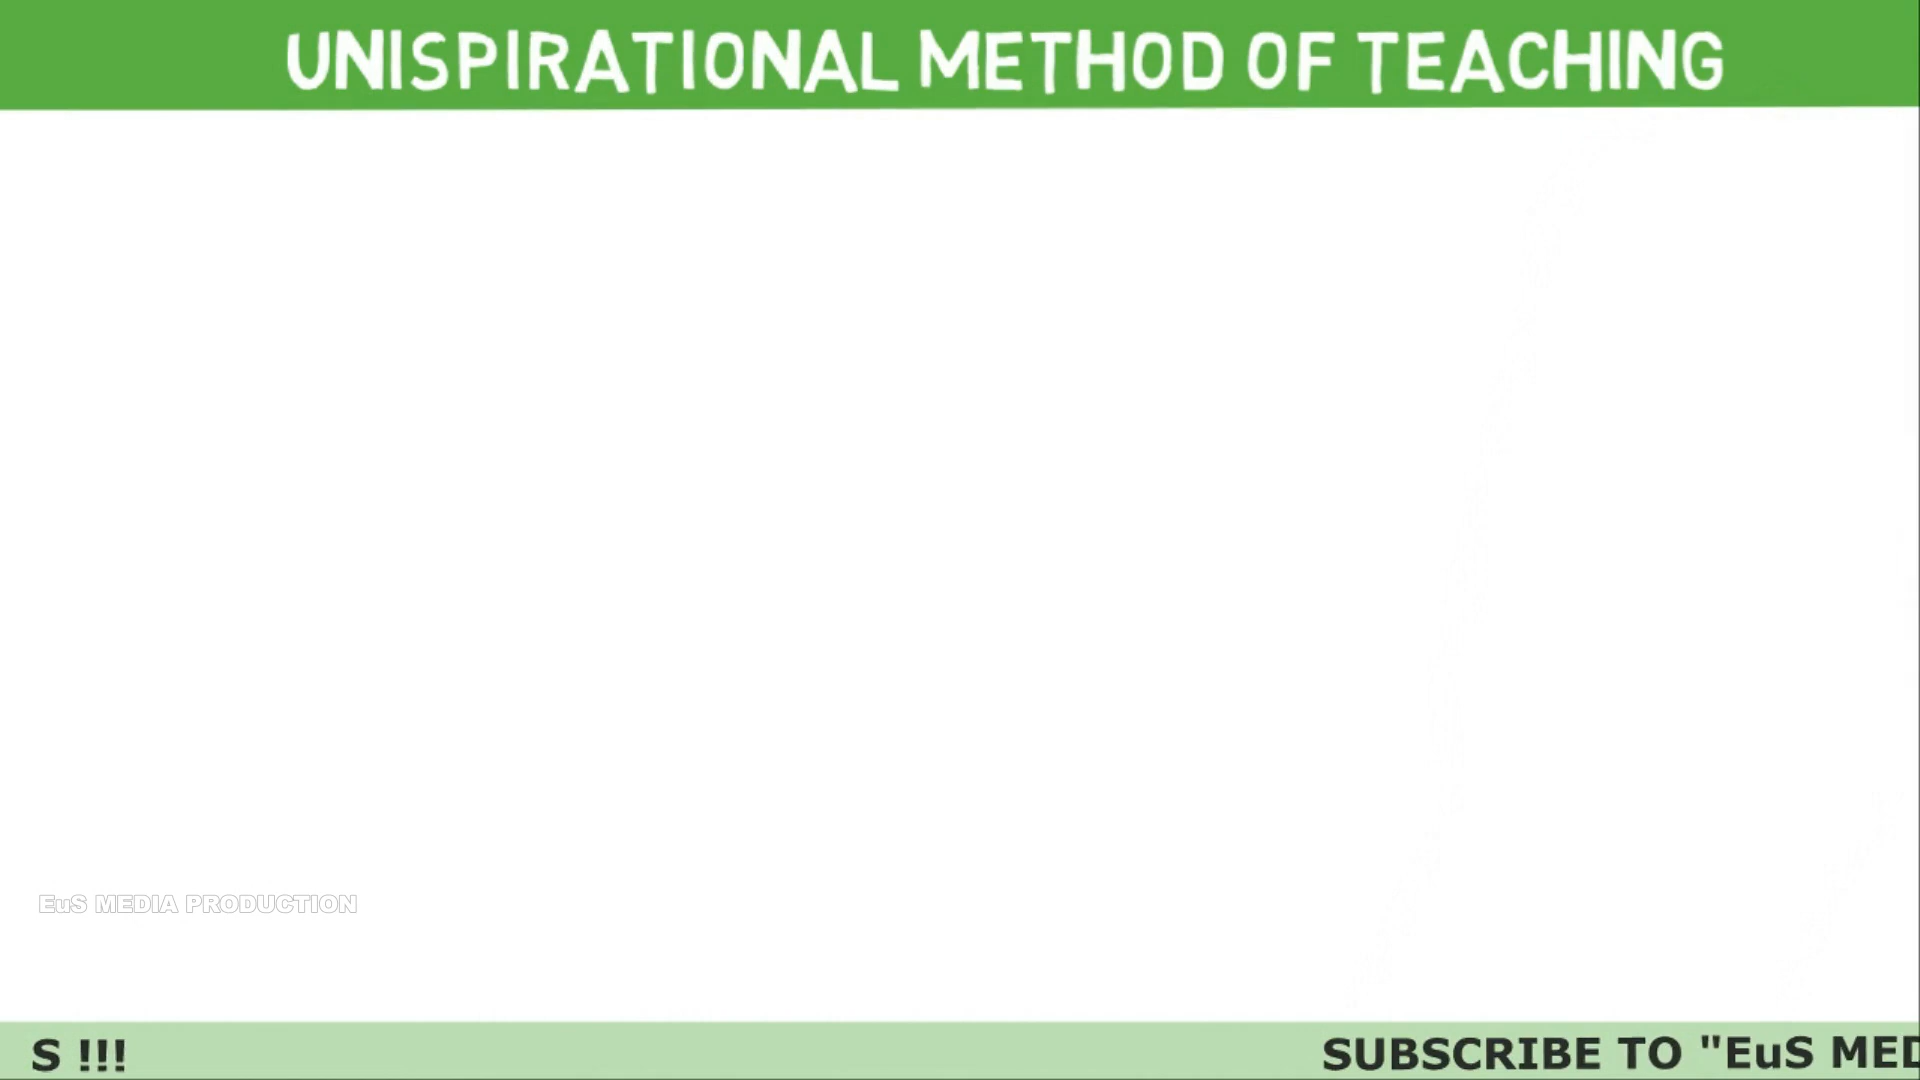 UNISPIRATIONAL METHOD OF TEACHING
EuS MEDIA PRODUCTION
S !!! SUBSCRIBE TO "EuS MED